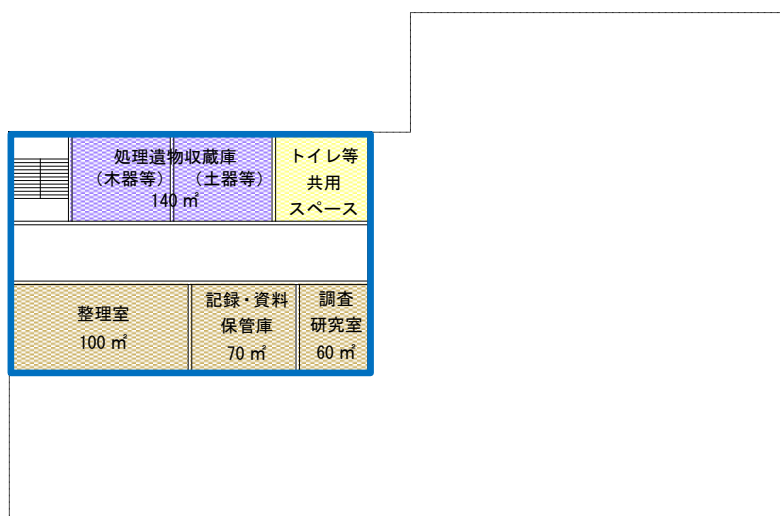 処理遺物収蔵庫
（木器等） （土器等）
140 ㎡
トイレ等
共用
スペース
整理室
100 ㎡
記録・資料
保管庫
70 ㎡
調査
研究室
60 ㎡